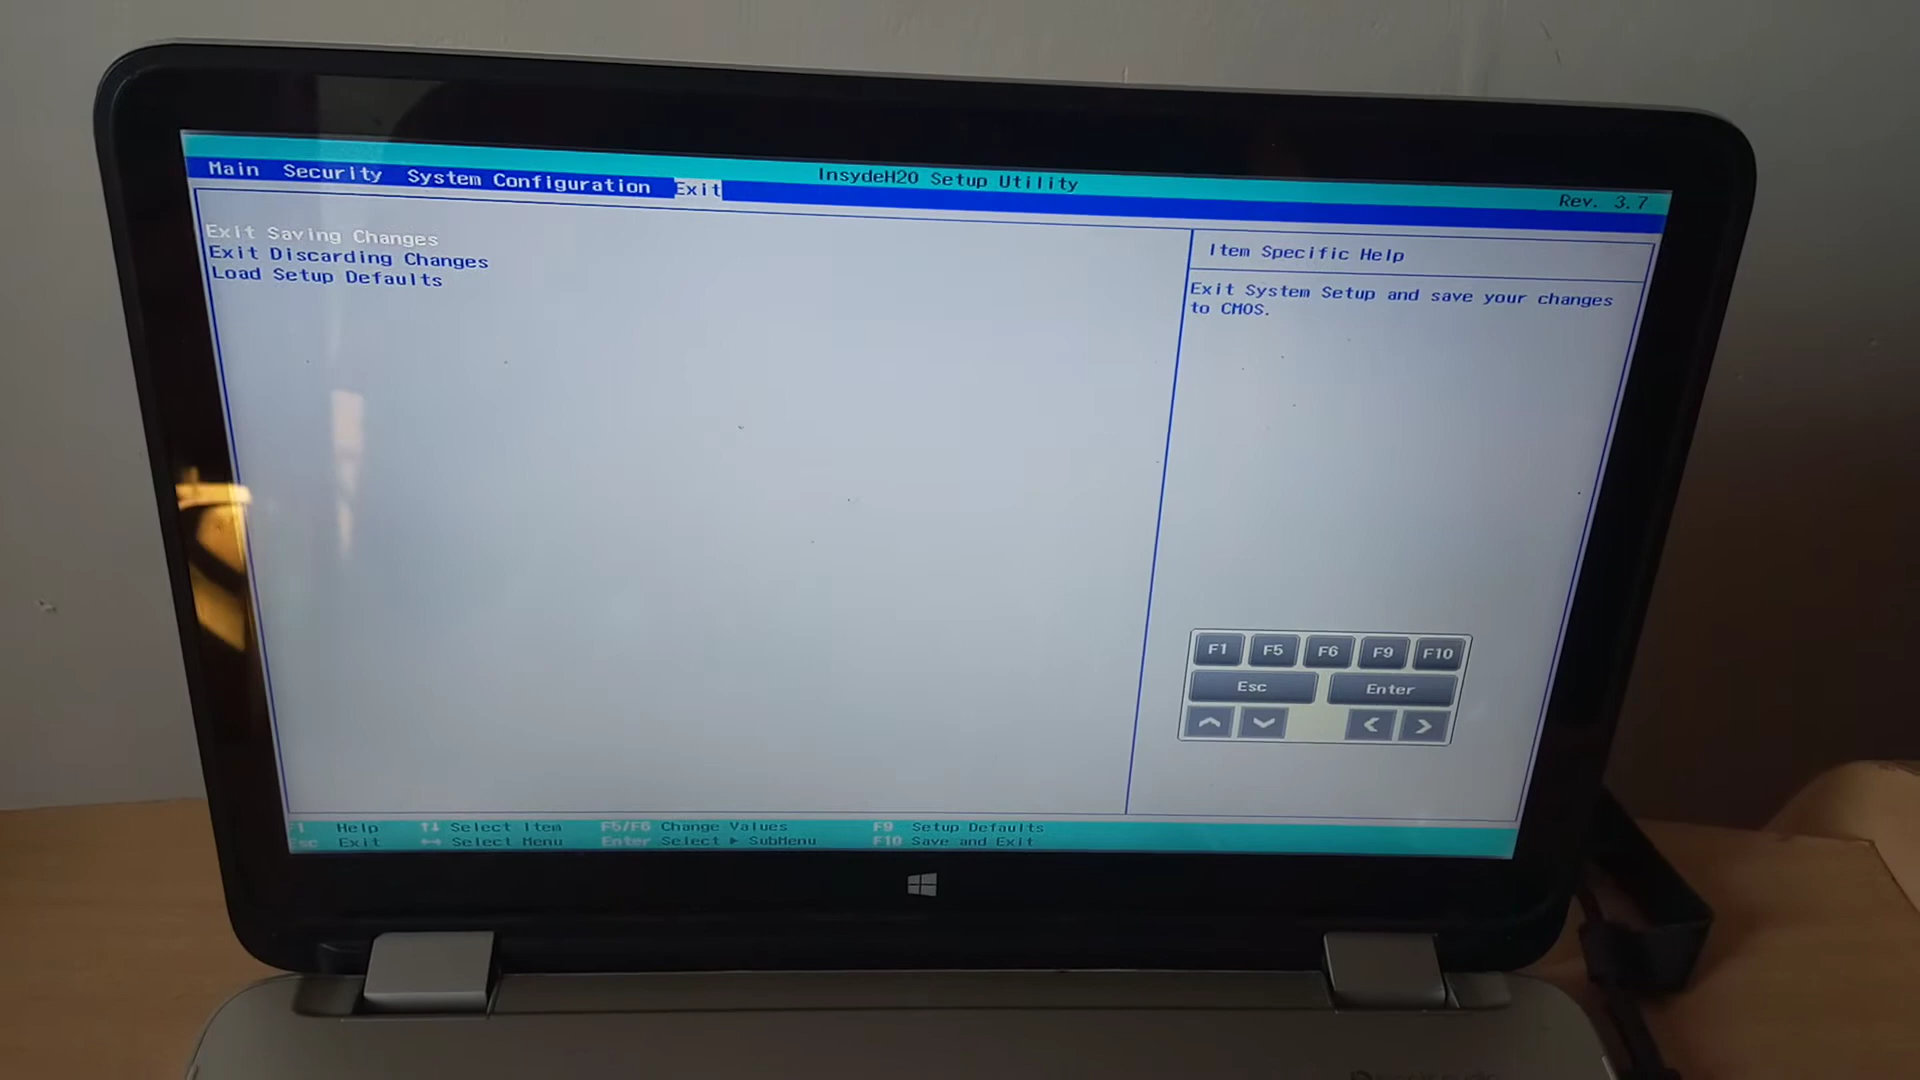 InsydeH20 Setup Utility
Rev. 3.7
Main Security System Configuration Exit
Exit Saving Changes
Exit Discarding Changes
Load Setup Defaults
Item Specific Help
Exit System Setup and save your changes
to CMOS.
F1 F5 F6 F9 F10
Esc Enter
F1 Help ↑↓ Select Item F5/F6 Change Values F9 Setup Defaults
Esc Exit ←→ Select Menu Enter Select ▶ SubMenu F10 Save and Exit